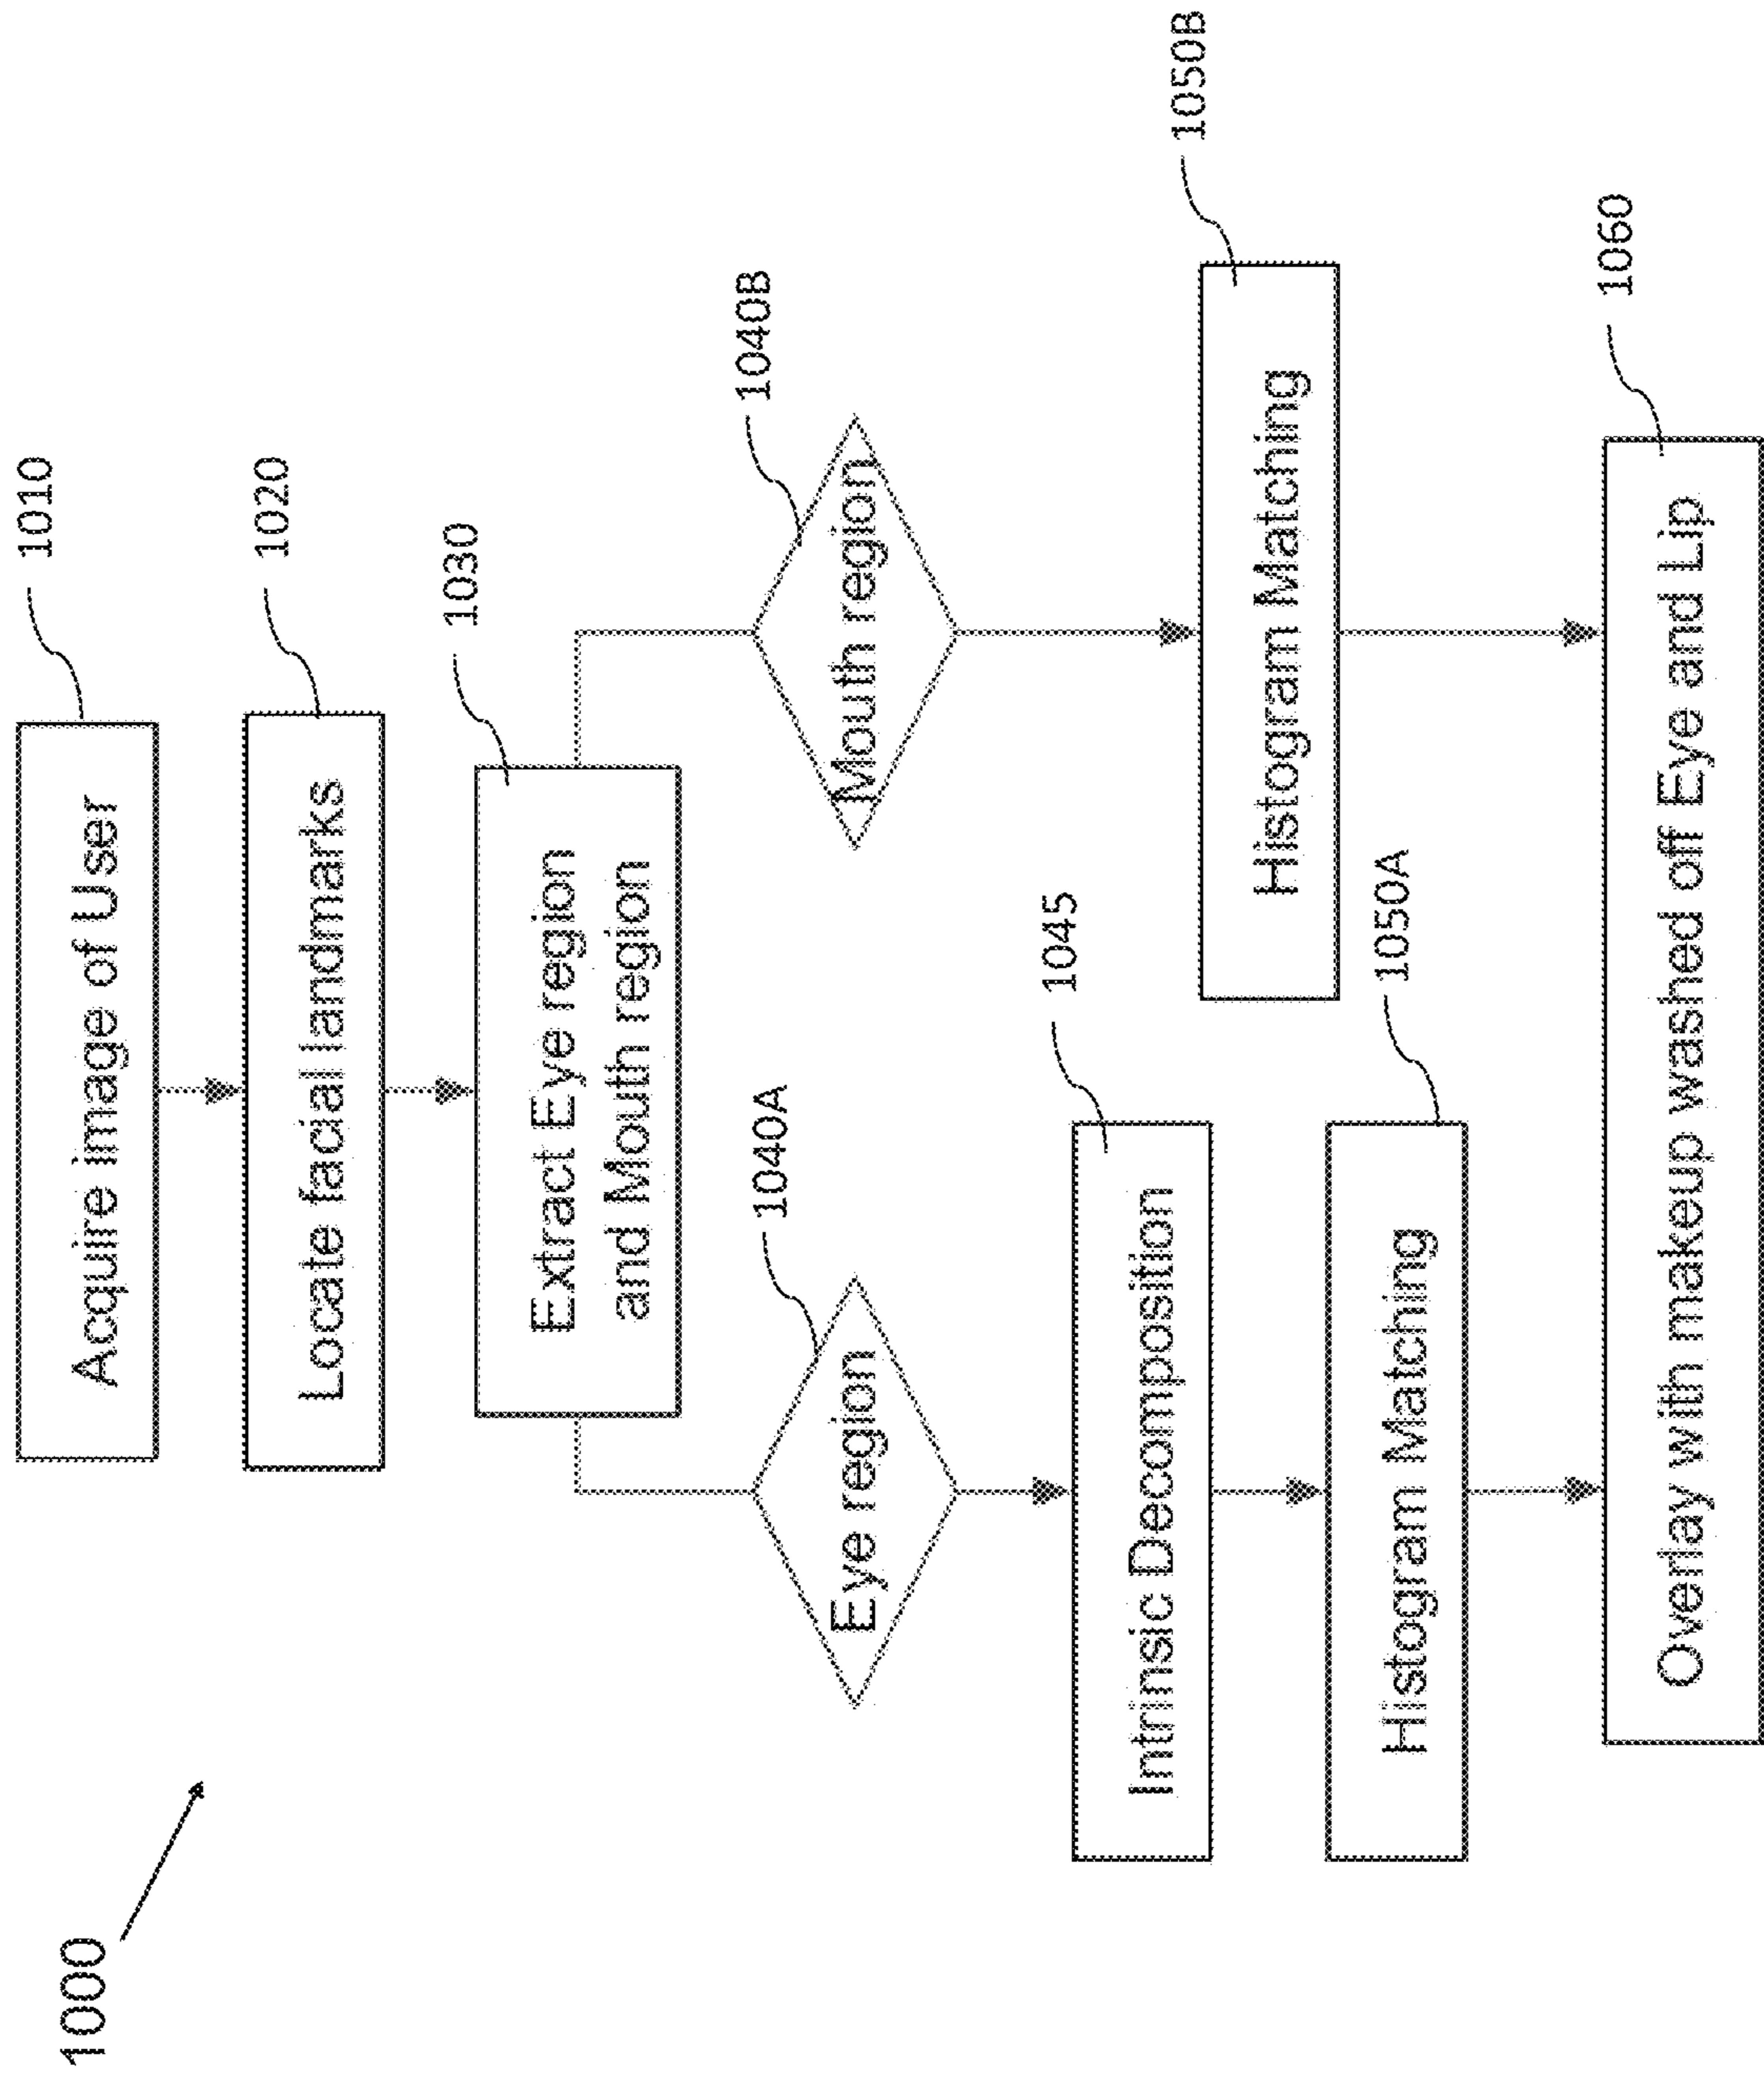 1000
Acquire image of User
1010
Locate facial landmarks
1020
Extract Eye region
and Mouth region
1030
Eye region
1040A
Mouth region
1040B
Intrinsic Decomposition
1045
Histogram Matching
1050A
Histogram Matching
1050B
Overlay with makeup washed off Eye and Lip
1060